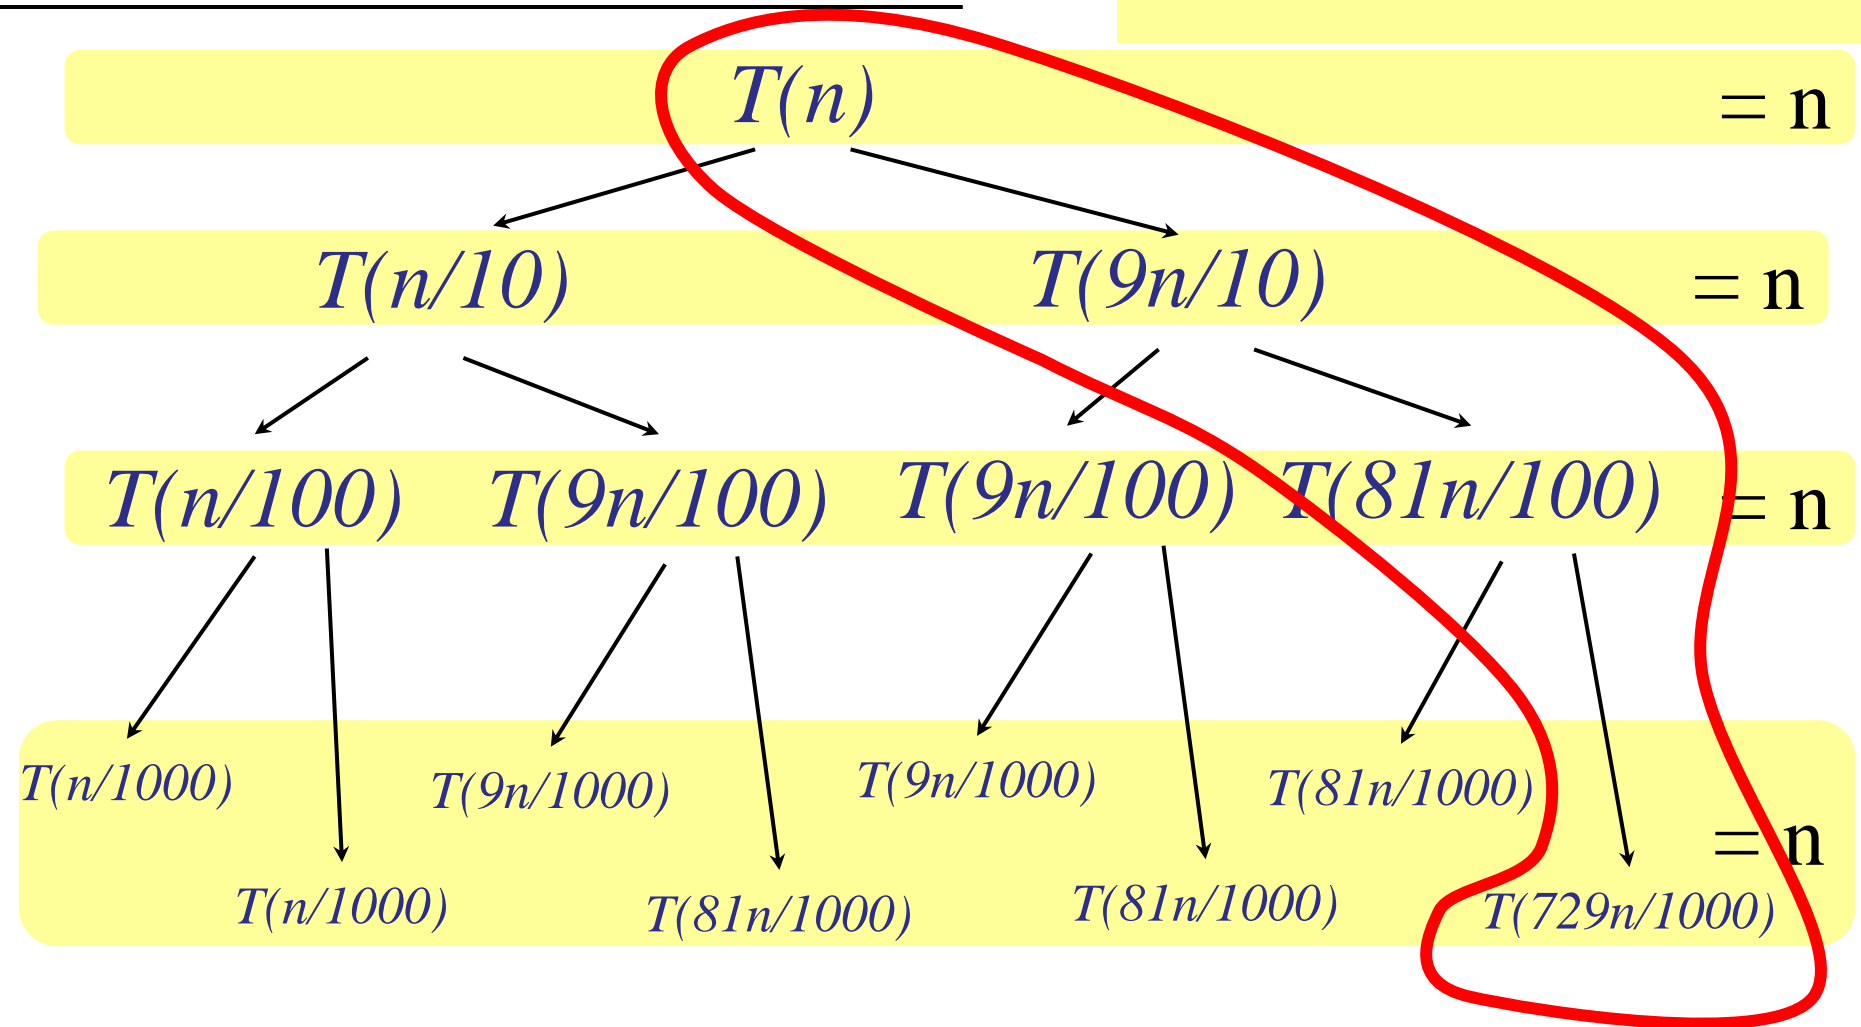 T(n) = n
T(n/10) T(9n/10) = n
T(n/100) T(9n/100) T(9n/100) T(81n/100) = n
T(n/1000) T(9n/1000) T(9n/1000) T(81n/1000)
= n
T(n/1000) T(81n/1000) T(81n/1000) T(729n/1000)